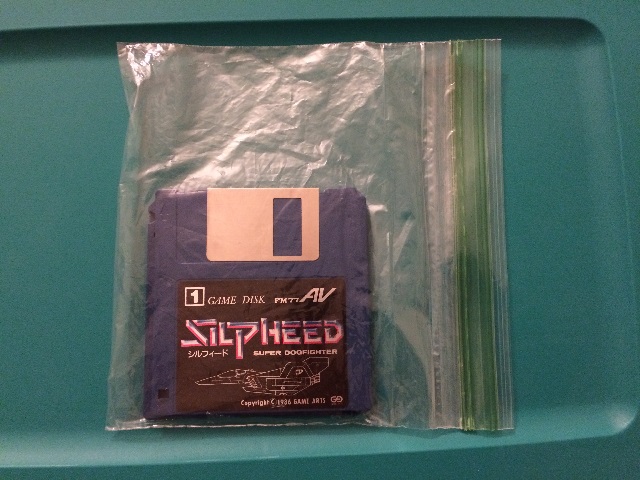 1 GAME DISK FM77AV
SILPHEED
シルフィード SUPER DOGFIGHTER
Copyright © 1986 GAME ARTS